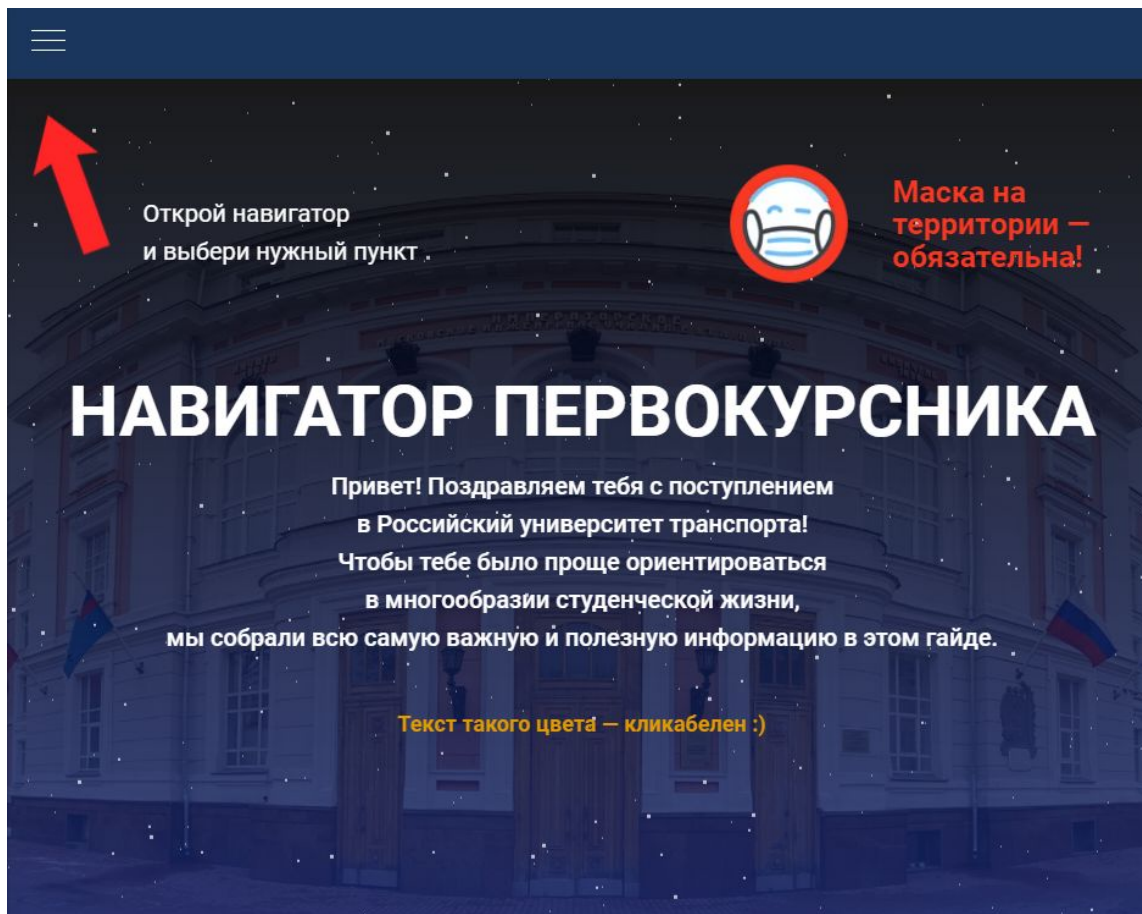 Открой навигатор
и выбери нужный пункт
Маска на
территории —
обязательна!
НАВИГАТОР ПЕРВОКУРСНИКА
Привет! Поздравляем тебя с поступлением
в Российский университет транспорта!
Чтобы тебе было проще ориентироваться
в многообразии студенческой жизни,
мы собрали всю самую важную и полезную информацию в этом гайде.
Текст такого цвета — кликабелен :)